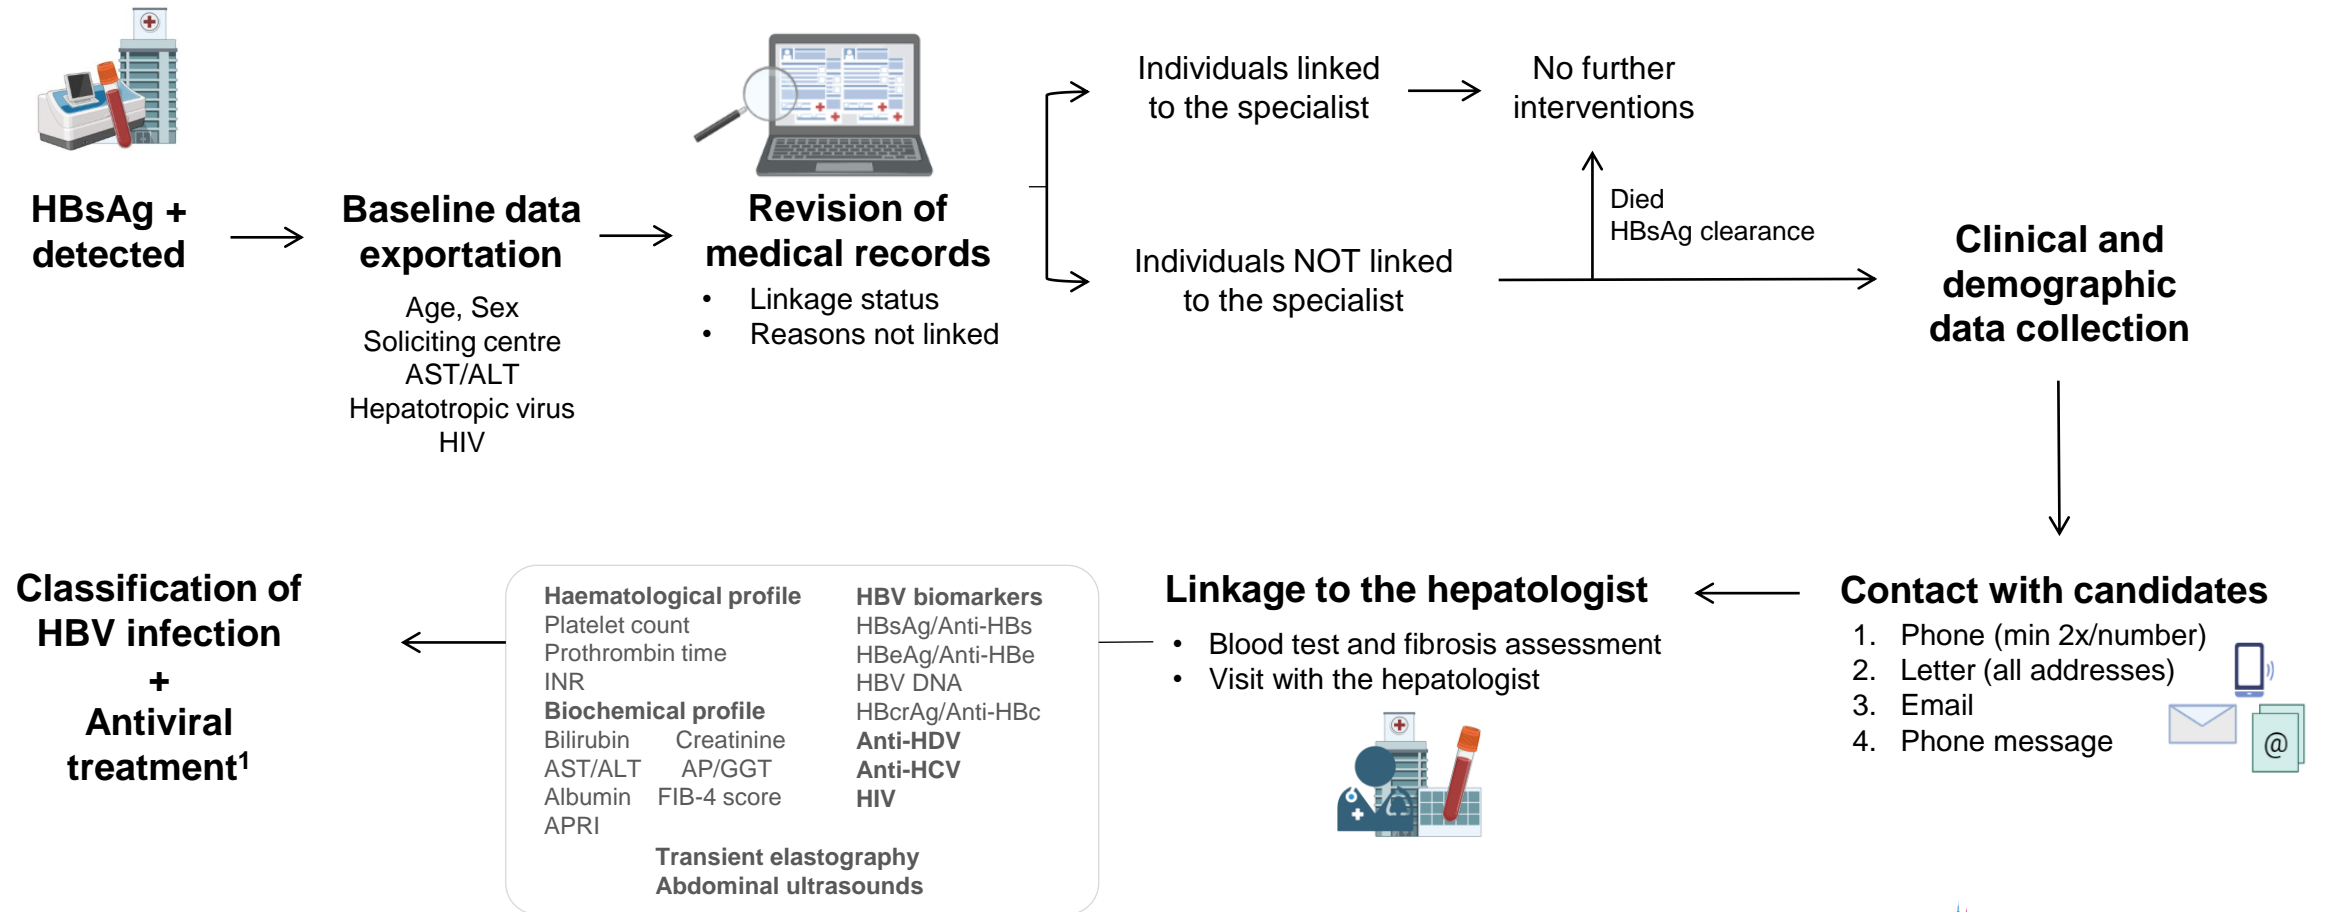 HBsAg +
detected
Baseline data
exportation
Age, Sex
Soliciting centre
AST/ALT
Hepatotropic virus
HIV
Revision of
medical records
• Linkage status
• Reasons not linked
Individuals linked
to the specialist
No further
interventions
Individuals NOT linked
to the specialist
Died
HBsAg clearance
Clinical and
demographic
data collection
Contact with candidates
1. Phone (min 2x/number)
2. Letter (all addresses)
3. Email
4. Phone message
@
Linkage to the hepatologist
• Blood test and fibrosis assessment
• Visit with the hepatologist
Haematological profile
Platelet count
Prothrombin time
INR
Biochemical profile
Bilirubin Creatinine
AST/ALT AP/GGT
Albumin FIB-4 score
APRI
HBV biomarkers
HBsAg/Anti-HBs
HBeAg/Anti-HBe
HBV DNA
HBcrAg/Anti-HBc
Anti-HDV
Anti-HCV
HIV
Transient elastography
Abdominal ultrasounds
Classification of
HBV infection
+
Antiviral
treatment¹